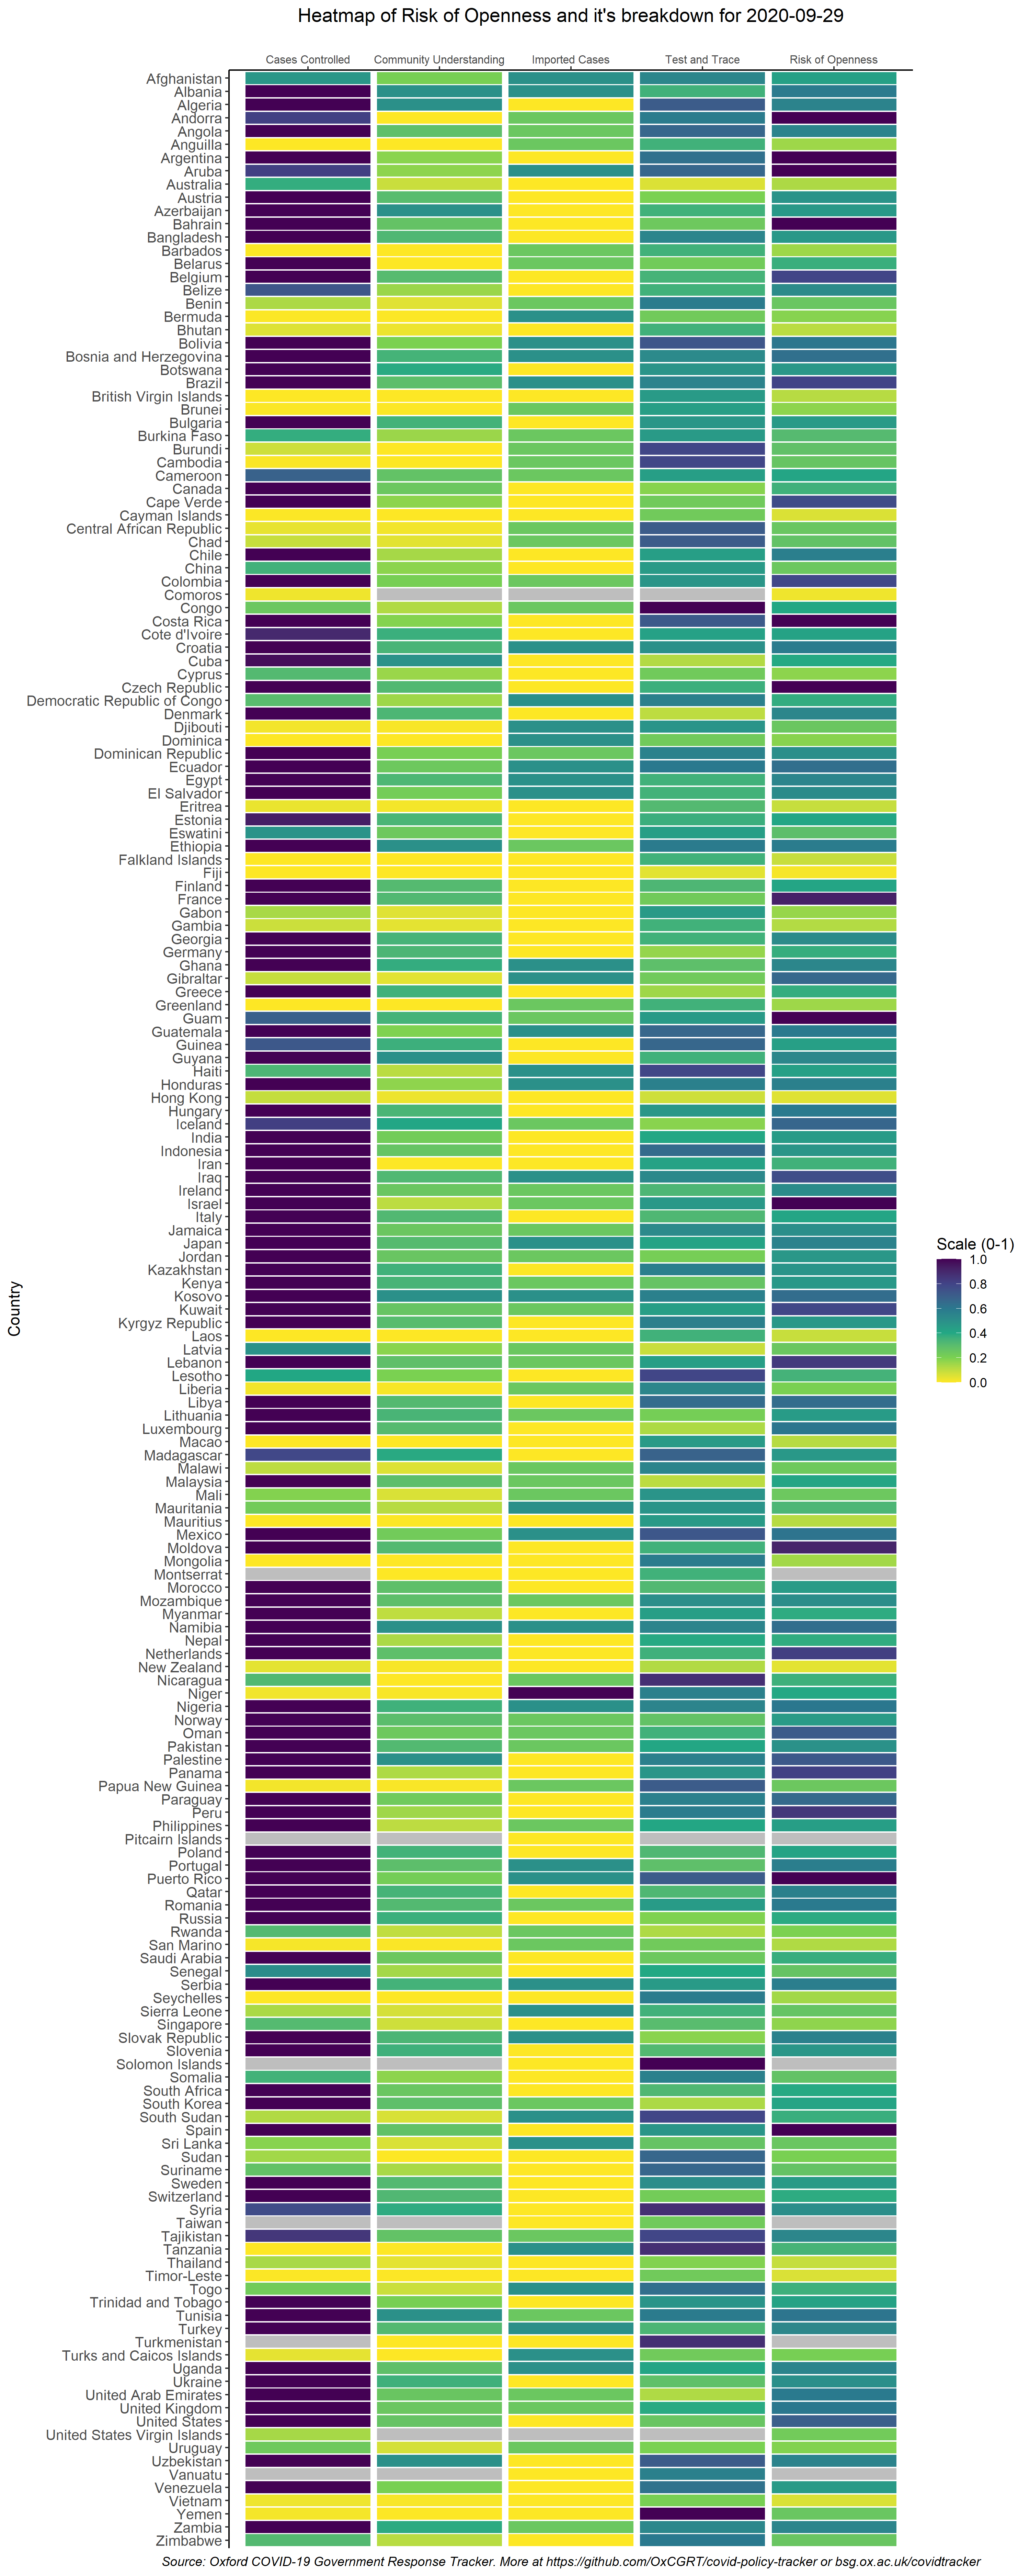 Heatmap of Risk of Openness and it's breakdown for 2020-09-29
Cases Controlled Community Understanding Imported Cases Test and Trace Risk of Openness
Afghanistan
Albania
Algeria
Andorra
Angola
Anguilla
Argentina
Aruba
Australia
Austria
Azerbaijan
Bahrain
Bangladesh
Barbados
Belarus
Belgium
Belize
Benin
Bermuda
Bhutan
Bolivia
Bosnia and Herzegovina
Botswana
Brazil
British Virgin Islands
Brunei
Bulgaria
Burkina Faso
Burundi
Cambodia
Cameroon
Canada
Cape Verde
Cayman Islands
Central African Republic
Chad
Chile
China
Colombia
Comoros
Congo
Costa Rica
Cote d'Ivoire
Croatia
Cuba
Cyprus
Czech Republic
Democratic Republic of Congo
Denmark
Djibouti
Dominica
Dominican Republic
Ecuador
Egypt
El Salvador
Eritrea
Estonia
Eswatini
Ethiopia
Falkland Islands
Fiji
Finland
France
Gabon
Gambia
Georgia
Germany
Ghana
Gibraltar
Greece
Greenland
Guam
Guatemala
Guinea
Guyana
Haiti
Honduras
Hong Kong
Hungary
Iceland
India
Indonesia
Iran
Iraq
Ireland
Israel
Italy
Jamaica
Japan
Jordan
Kazakhstan
Kenya
Kosovo
Kuwait
Kyrgyz Republic
Laos
Latvia
Lebanon
Lesotho
Liberia
Libya
Lithuania
Luxembourg
Macao
Madagascar
Malawi
Malaysia
Mali
Mauritania
Mauritius
Mexico
Moldova
Mongolia
Montserrat
Morocco
Mozambique
Myanmar
Namibia
Nepal
Netherlands
New Zealand
Nicaragua
Niger
Nigeria
Norway
Oman
Pakistan
Palestine
Panama
Papua New Guinea
Paraguay
Peru
Philippines
Pitcairn Islands
Poland
Portugal
Puerto Rico
Qatar
Romania
Russia
Rwanda
San Marino
Saudi Arabia
Senegal
Serbia
Seychelles
Sierra Leone
Singapore
Slovak Republic
Slovenia
Solomon Islands
Somalia
South Africa
South Korea
South Sudan
Spain
Sri Lanka
Sudan
Suriname
Sweden
Switzerland
Syria
Taiwan
Tajikistan
Tanzania
Thailand
Timor-Leste
Togo
Trinidad and Tobago
Tunisia
Turkey
Turkmenistan
Turks and Caicos Islands
Uganda
Ukraine
United Arab Emirates
United Kingdom
United States
United States Virgin Islands
Uruguay
Uzbekistan
Vanuatu
Venezuela
Vietnam
Yemen
Zambia
Zimbabwe
Country
Scale (0-1)
1.0
0.8
0.6
0.4
0.2
0.0
Source: Oxford COVID-19 Government Response Tracker. More at https://github.com/OxCGRT/covid-policy-tracker or bsg.ox.ac.uk/covidtracker